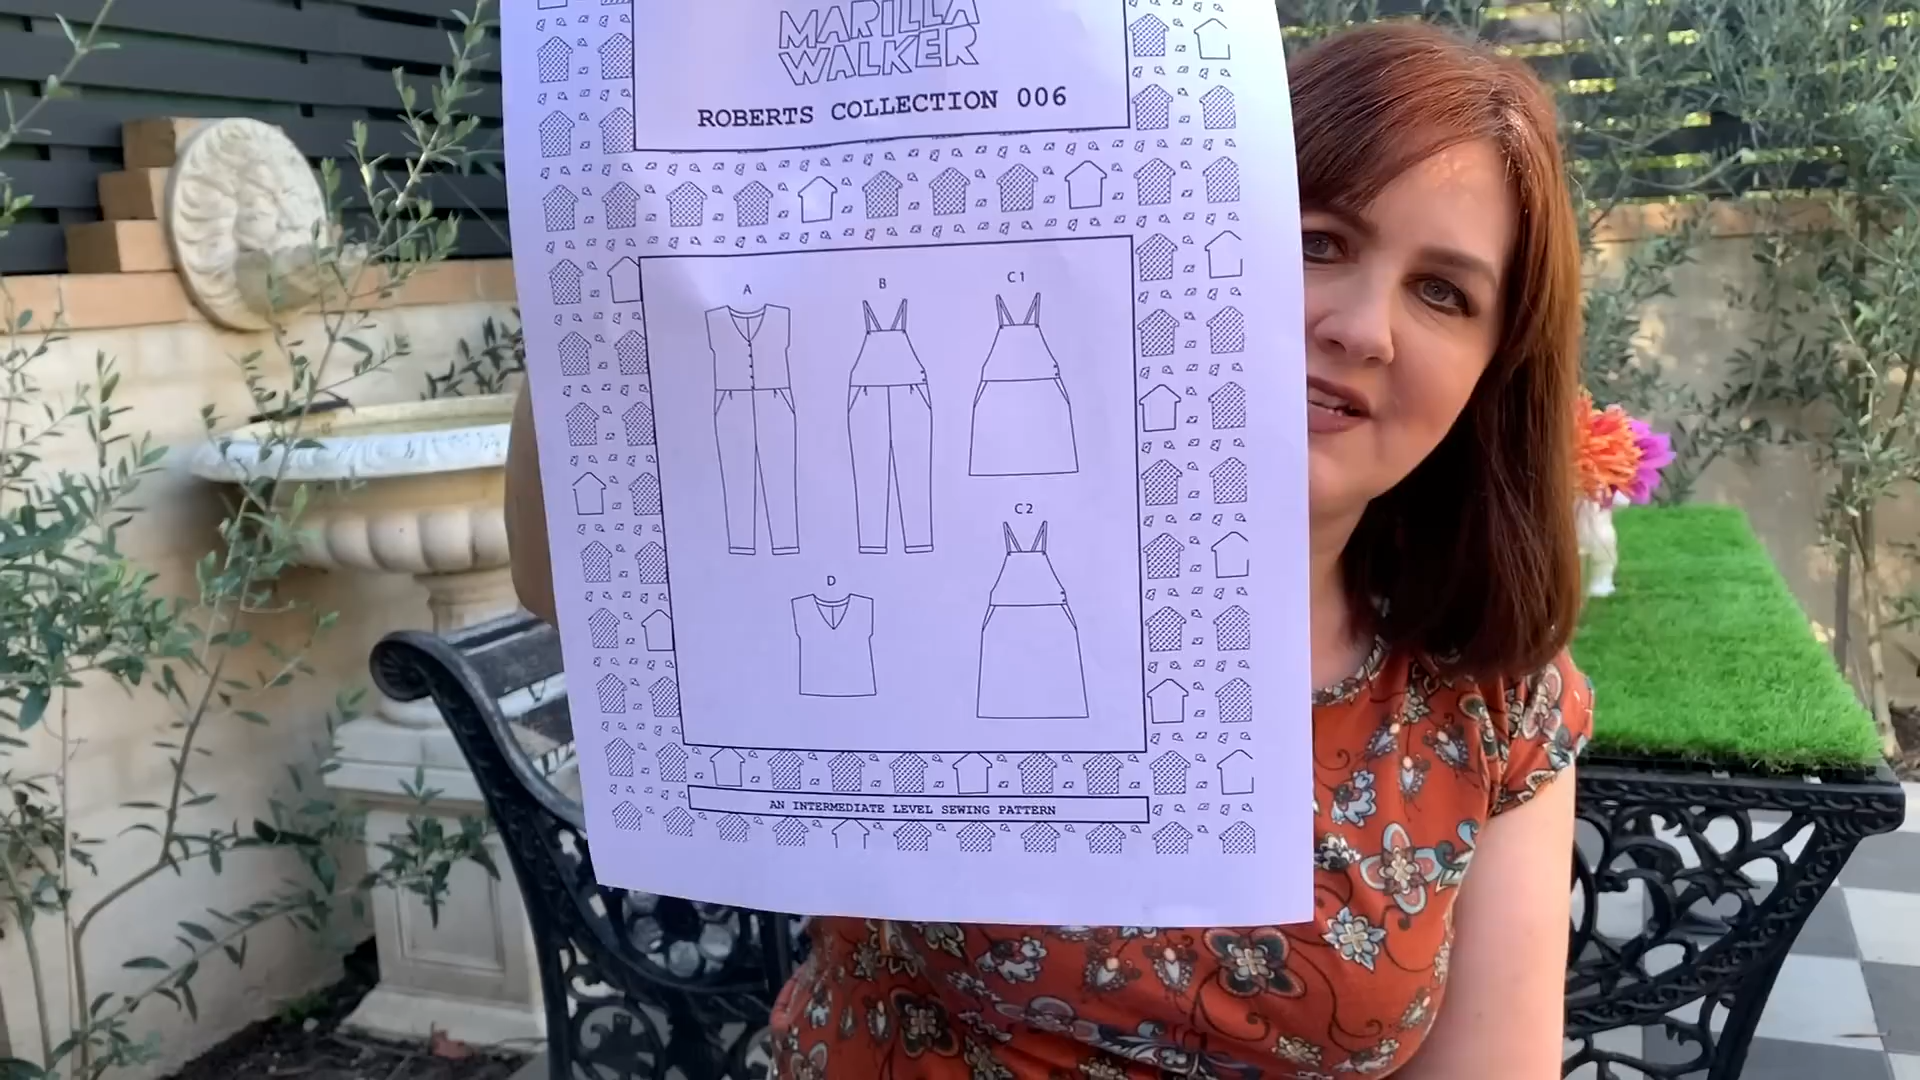 MARILLA
WALKER
ROBERTS COLLECTION 006
A
B
C1
C2
D
AN INTERMEDIATE LEVEL SEWING PATTERN